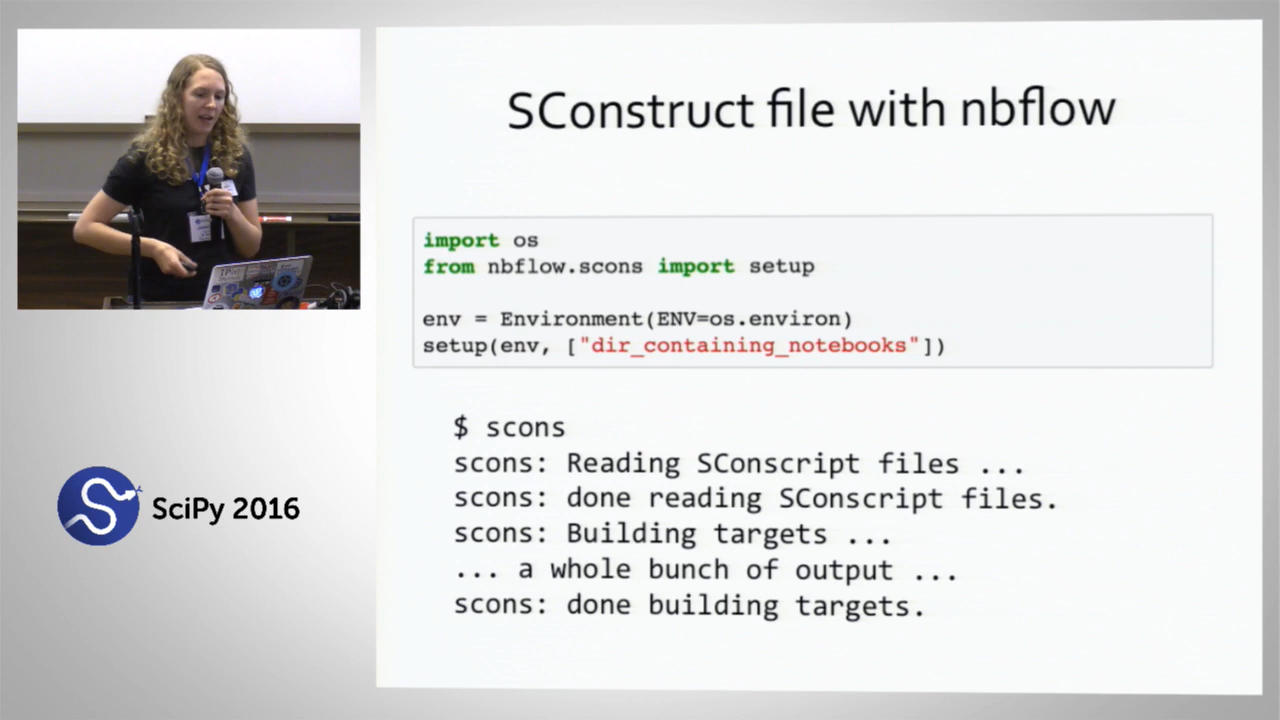 SConstruct file with nbflow
import os
from nbflow.scons import setup
env = Environment(ENV=os.environ)
setup(env, ["dir_containing_notebooks"])
$ scons
scons: Reading SConscript files ...
scons: done reading SConscript files.
scons: Building targets ...
... a whole bunch of output ...
scons: done building targets.
SciPy 2016